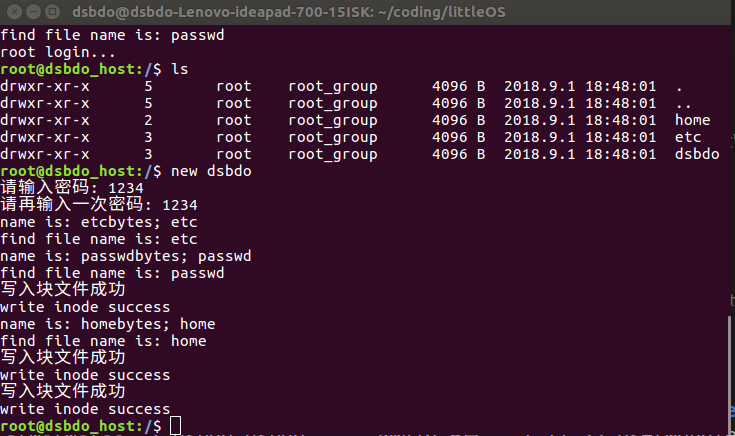 dsbdo@dsbdo-Lenovo-ideapad-700-15ISK: ~/coding/littleOS
find file name is: passwd
root login...
root@dsbdo_host:/$ ls
drwxr-xr-x 5 root root_group 4096 B 2018.9.1 18:48:01 .
drwxr-xr-x 5 root root_group 4096 B 2018.9.1 18:48:01 ..
drwxr-xr-x 2 root root_group 4096 B 2018.9.1 18:48:01 home
drwxr-xr-x 3 root root_group 4096 B 2018.9.1 18:48:01 etc
drwxr-xr-x 3 root root_group 4096 B 2018.9.1 18:48:01 dsbdo
root@dsbdo_host:/$ new dsbdo
请输入密码: 1234
请再输入一次密码: 1234
name is: etcbytes; etc
find file name is: etc
name is: passwdbytes; passwd
find file name is: passwd
写入块文件成功
write inode success
name is: homebytes; home
find file name is: home
写入块文件成功
write inode success
写入块文件成功
write inode success
root@dsbdo_host:/$